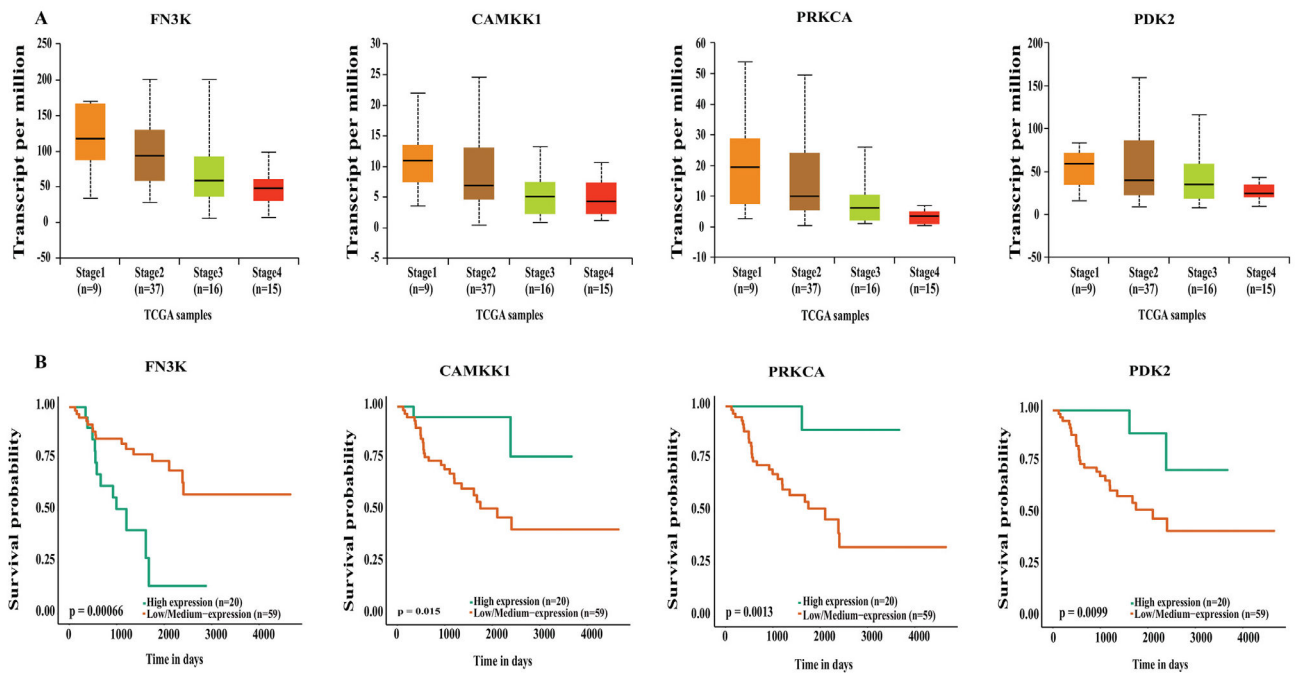 A
FN3K
CAMKK1
PRKCA
PDK2
Transcript per million
250
200
150
100
50
0
-50
Stage1 Stage2 Stage3 Stage4
(n=9) (n=37) (n=16) (n=15)
TCGA samples
Transcript per million
30
25
20
15
10
5
0
-5
Stage1 Stage2 Stage3 Stage4
(n=9) (n=37) (n=16) (n=15)
TCGA samples
Transcript per million
60
50
40
30
20
10
0
-10
Stage1 Stage2 Stage3 Stage4
(n=9) (n=37) (n=16) (n=15)
TCGA samples
Transcript per million
200
150
100
50
0
-50
Stage1 Stage2 Stage3 Stage4
(n=9) (n=37) (n=16) (n=15)
TCGA samples
B
FN3K
CAMKK1
PRKCA
PDK2
Survival probability
1.00
0.75
0.50
0.25
0.00
p = 0.00066
High expression (n=20)
Low/Medium-expression (n=59)
0 1000 2000 3000 4000
Time in days
Survival probability
1.00
0.75
0.50
0.25
0.00
p = 0.015
High expression (n=20)
Low/Medium-expression (n=59)
0 1000 2000 3000 4000
Time in days
Survival probability
1.00
0.75
0.50
0.25
0.00
p = 0.0013
High expression (n=20)
Low/Medium-expression (n=59)
0 1000 2000 3000 4000
Time in days
Survival probability
1.00
0.75
0.50
0.25
0.00
p = 0.0099
High expression (n=20)
Low/Medium-expression (n=59)
0 1000 2000 3000 4000
Time in days